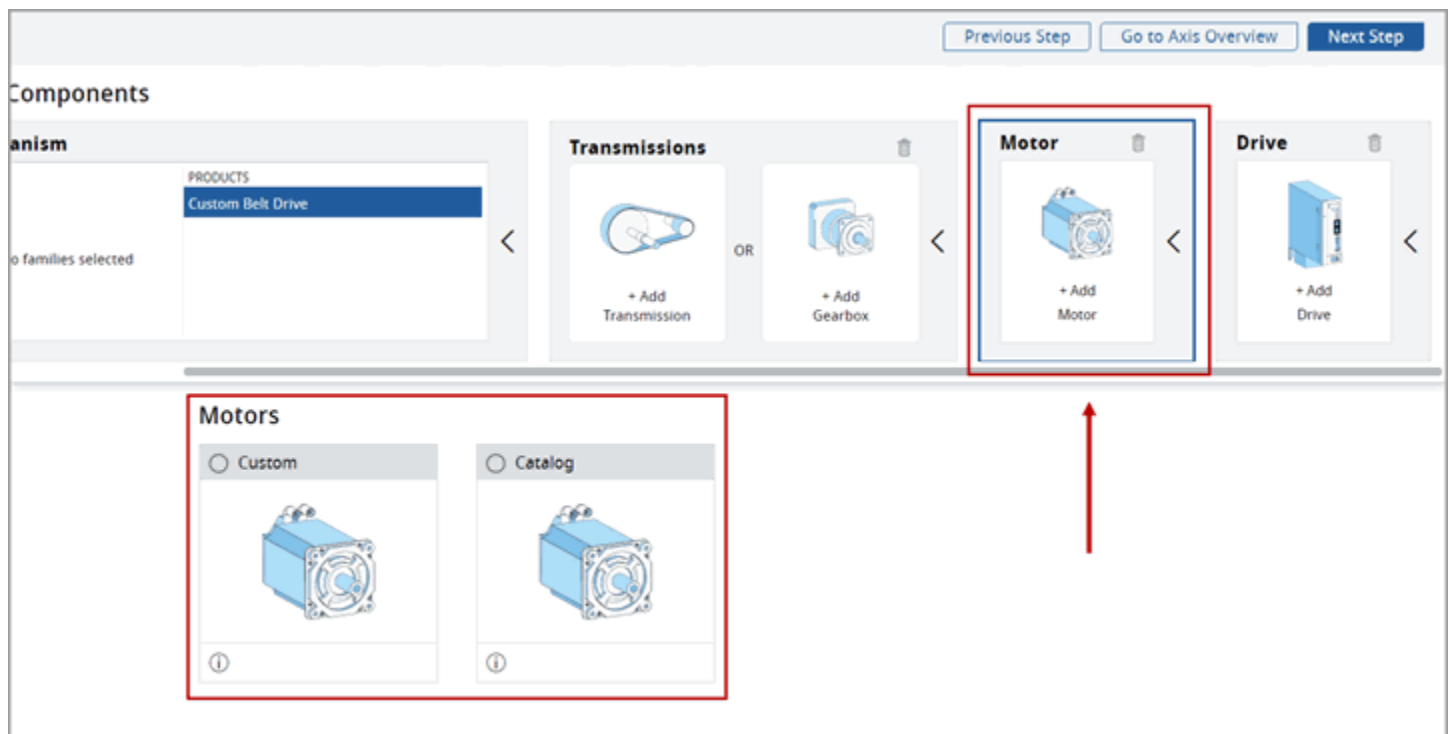 Previous Step
Go to Axis Overview
Next Step
Components
anism
PRODUCTS
Custom Belt Drive
o families selected
Transmissions
+ Add
Transmission
OR
+ Add
Gearbox
Motor
+ Add
Motor
Drive
+ Add
Drive
Motors
Custom
Catalog